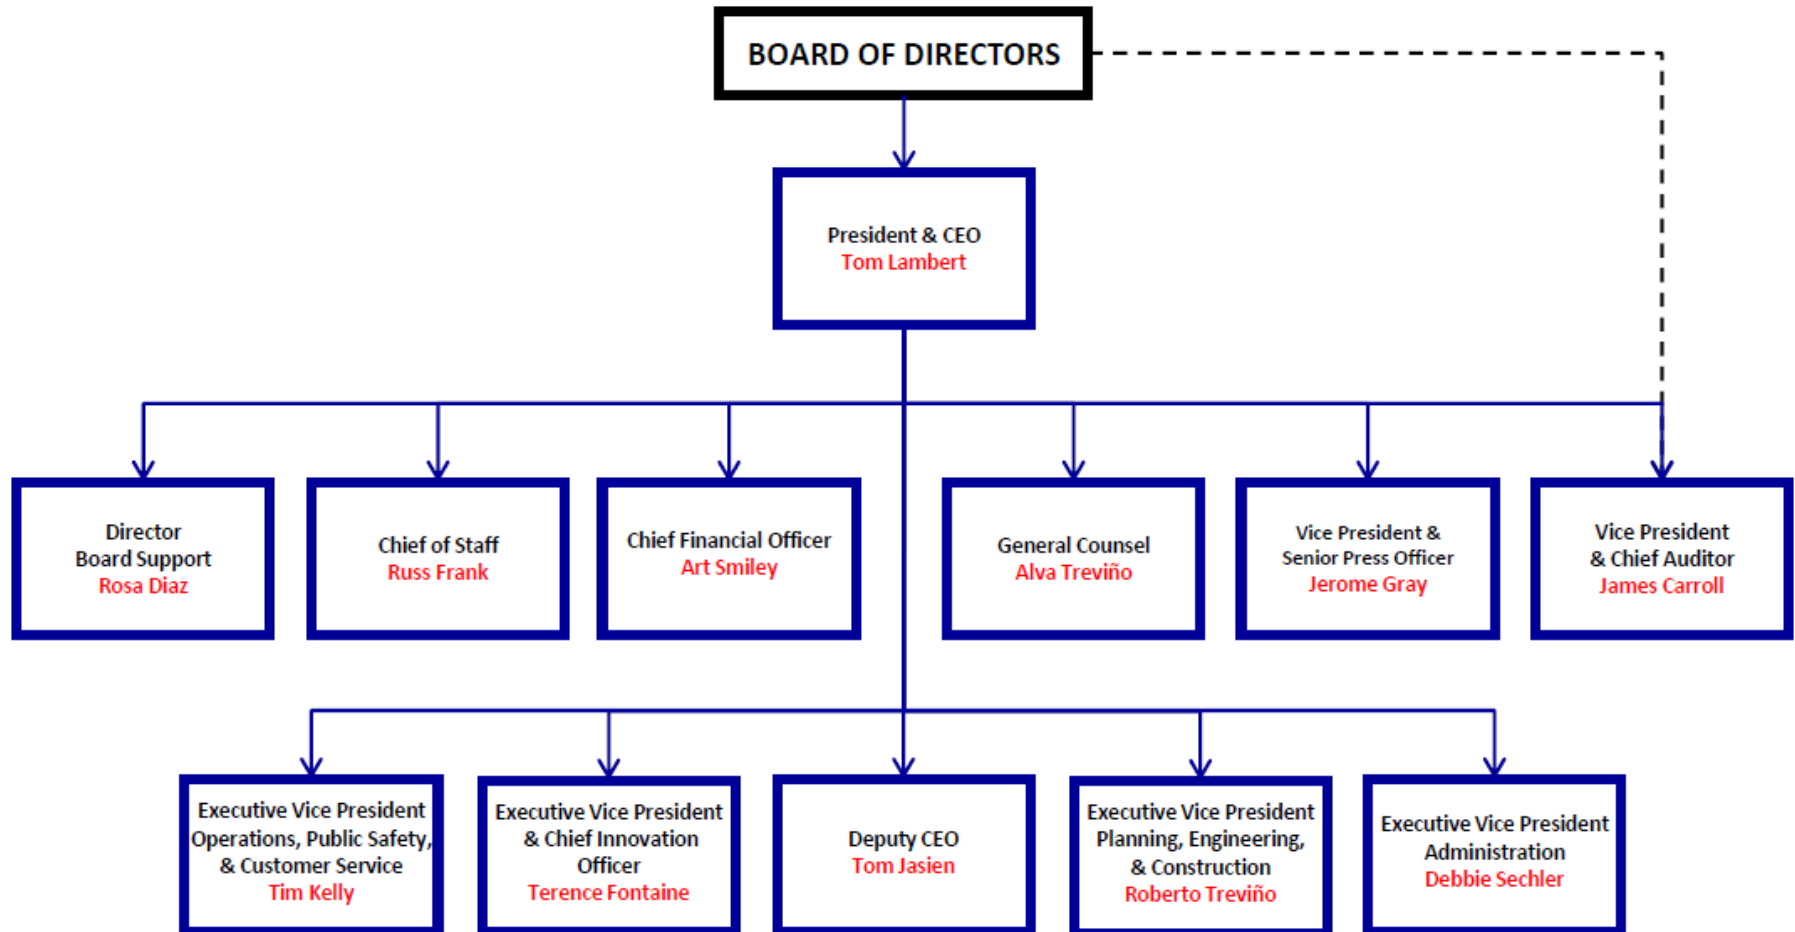 BOARD OF DIRECTORS
President & CEO
Tom Lambert
Director
Board Support
Rosa Diaz
Chief of Staff
Russ Frank
Chief Financial Officer
Art Smiley
General Counsel
Alva Treviño
Vice President &
Senior Press Officer
Jerome Gray
Vice President
& Chief Auditor
James Carroll
Executive Vice President
Operations, Public Safety,
& Customer Service
Tim Kelly
Executive Vice President
& Chief Innovation
Officer
Terence Fontaine
Deputy CEO
Tom Jasien
Executive Vice President
Planning, Engineering,
& Construction
Roberto Treviño
Executive Vice President
Administration
Debbie Sechler